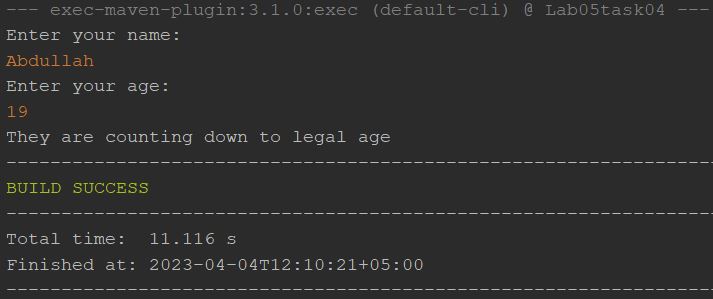 --- exec-maven-plugin:3.1.0:exec (default-cli) @ Lab05task04 ---
Enter your name:
Abdullah
Enter your age:
19
They are counting down to legal age
------------------------------------------------------------------------
BUILD SUCCESS
------------------------------------------------------------------------
Total time:  11.116 s
Finished at: 2023-04-04T12:10:21+05:00
------------------------------------------------------------------------